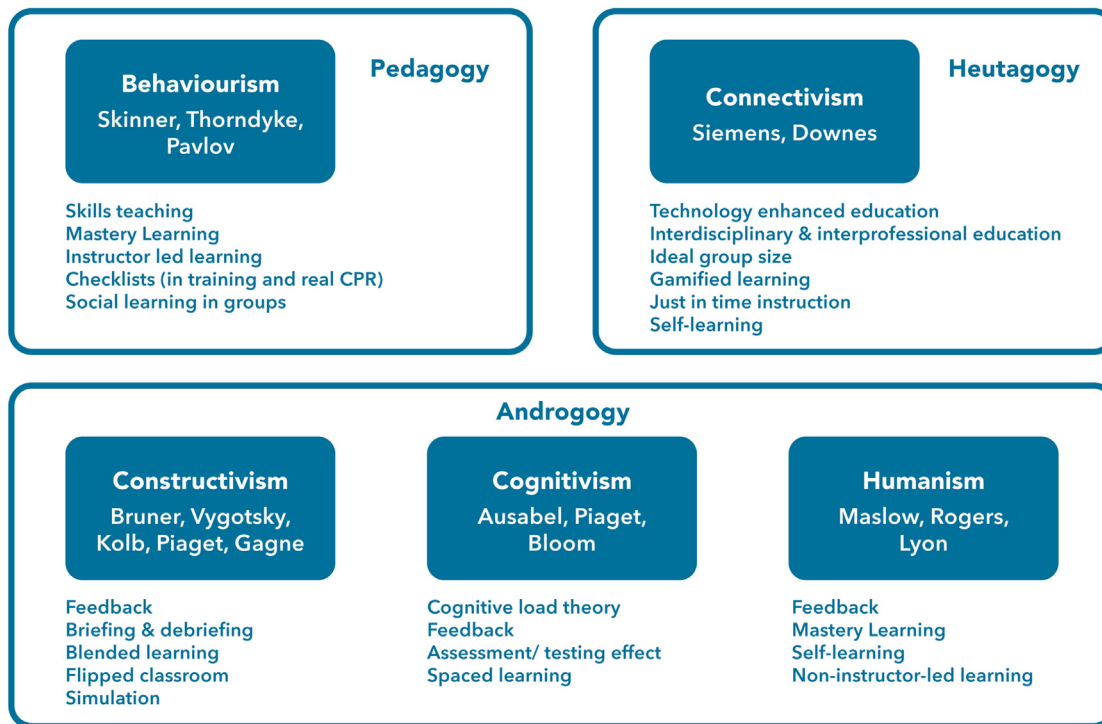 Pedagogy
Behaviourism
Skinner, Thorndyke,
Pavlov
Skills teaching
Mastery Learning
Instructor led learning
Checklists (in training and real CPR)
Social learning in groups
Heutagogy
Connectivism
Siemens, Downes
Technology enhanced education
Interdisciplinary & interprofessional education
Ideal group size
Gamified learning
Just in time instruction
Self-learning
Androgogy
Constructivism
Bruner, Vygotsky,
Kolb, Piaget, Gagne
Feedback
Briefing & debriefing
Blended learning
Flipped classroom
Simulation
Cognitivism
Ausabel, Piaget,
Bloom
Cognitive load theory
Feedback
Assessment/ testing effect
Spaced learning
Humanism
Maslow, Rogers,
Lyon
Feedback
Mastery Learning
Self-learning
Non-instructor-led learning